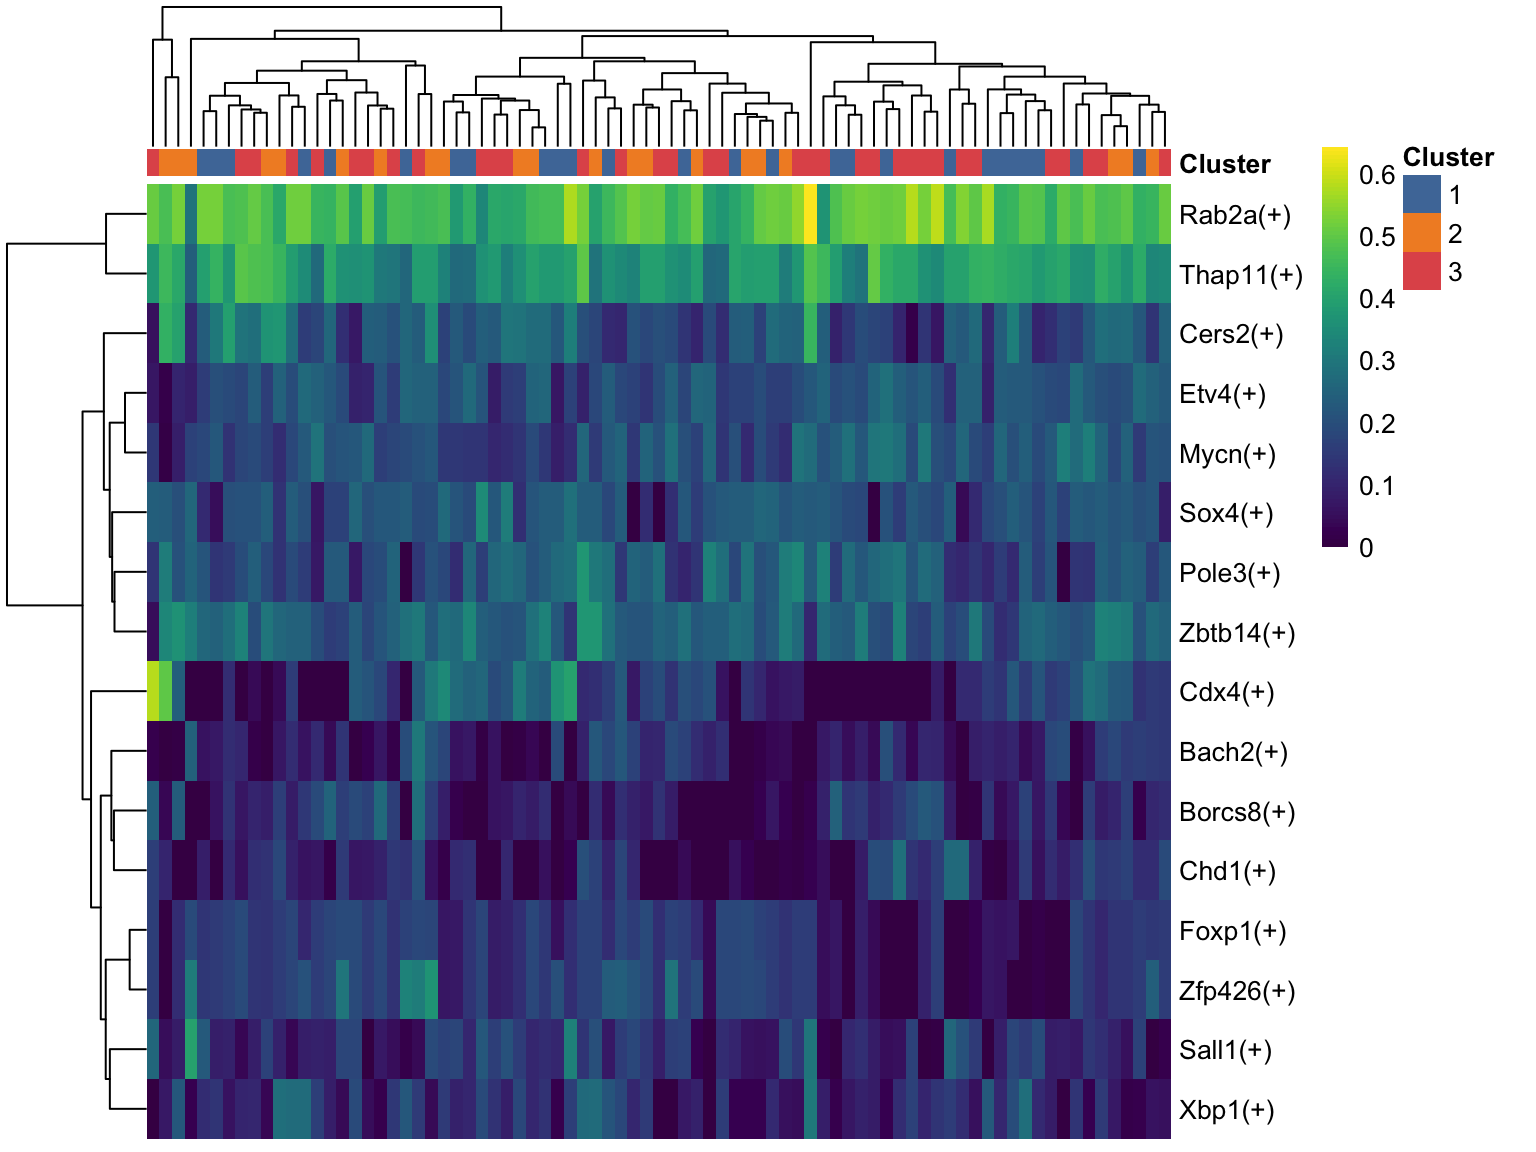 Cluster
Rab2a(+)
Thap11(+)
Cers2(+)
Etv4(+)
Mycn(+)
Sox4(+)
Pole3(+)
Zbtb14(+)
Cdx4(+)
Bach2(+)
Borcs8(+)
Chd1(+)
Foxp1(+)
Zfp426(+)
Sall1(+)
Xbp1(+)
0.6
0.5
0.4
0.3
0.2
0.1
0
Cluster
1
2
3